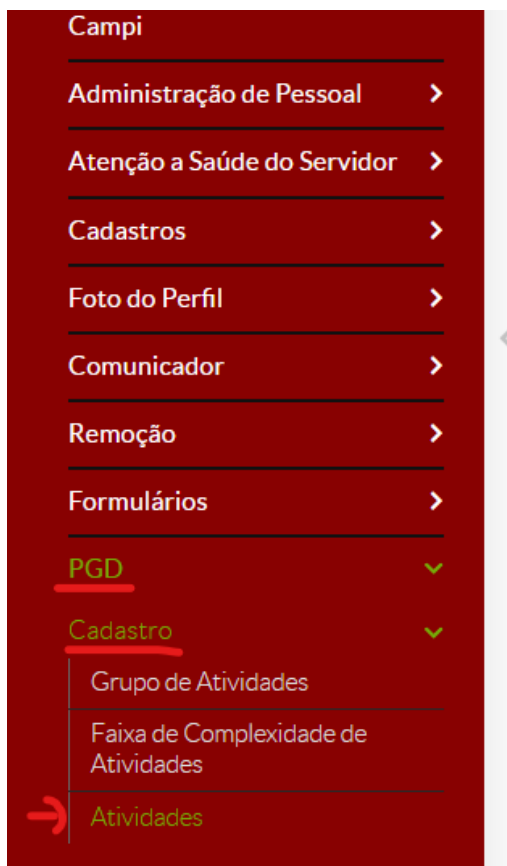 Campi
Administração de Pessoal
Atenção a Saúde do Servidor
Cadastros
Foto do Perfil
Comunicador
Remoção
Formulários
PGD
Cadastro
Grupo de Atividades
Faixa de Complexidade de
Atividades
Atividades